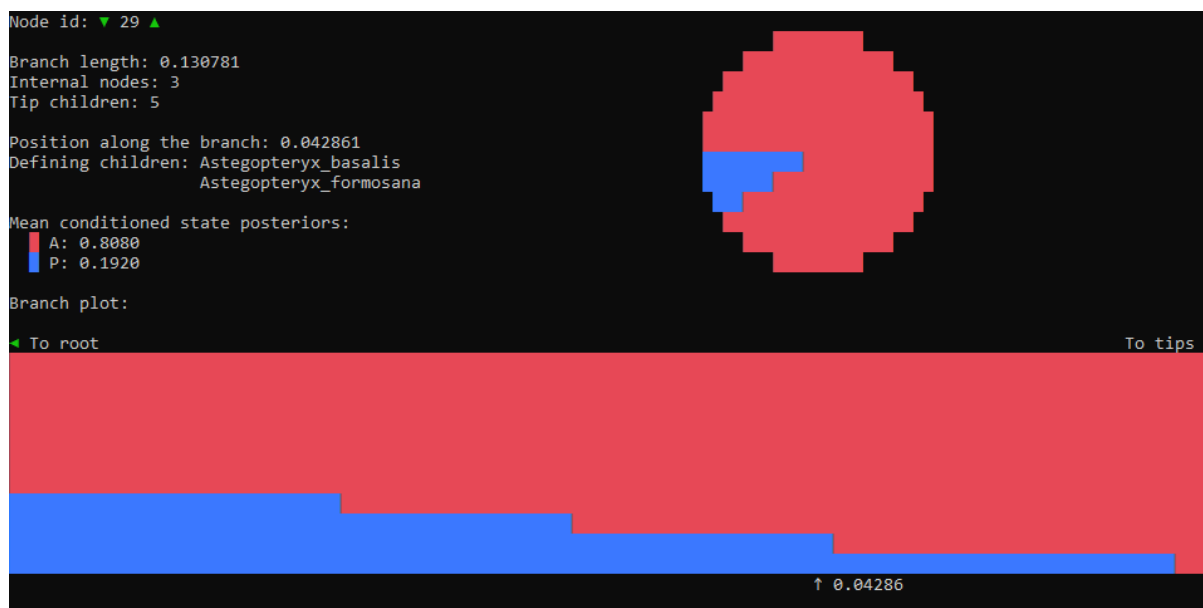 Node id: ▼ 29 ▲
Branch length: 0.130781
Internal nodes: 3
Tip children: 5
Position along the branch: 0.042861
Defining children: Astegopteryx_basalis
Astegopteryx_formosana
Mean conditioned state posteriors:
A: 0.8080
P: 0.1920
Branch plot:
◄ To root To tips
↑ 0.04286